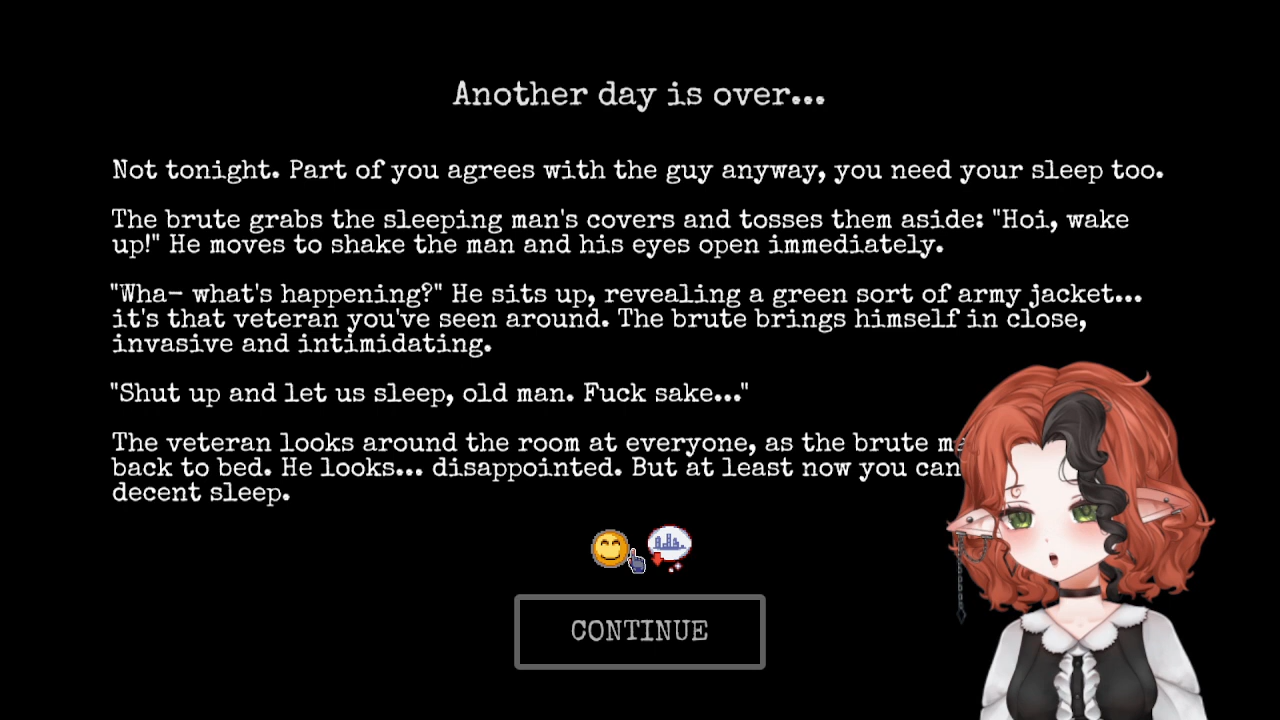 Another day is over...
Not tonight. Part of you agrees with the guy anyway, you need your sleep too.
The brute grabs the sleeping man's covers and tosses them aside: "Hoi, wake
up!" He moves to shake the man and his eyes open immediately.
"Wha- what's happening?" He sits up, revealing a green sort of army jacket...
it's that veteran you've seen around. The brute brings himself in close,
invasive and intimidating.
"Shut up and let us sleep, old man. Fuck sake..."
The veteran looks around the room at everyone, as the brute
back to bed. He looks... disappointed. But at least now you can
decent sleep.
CONTINUE